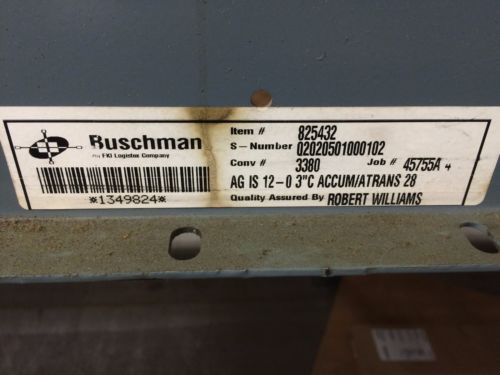 Buschman
An FKI Logistex Company
*1349824*
Item # 825432
S-Number 02020501000102
Conv # 3380 Job # 45755A 4
AG IS 12-0 3"C ACCUM/ATRANS 28
Quality Assured By ROBERT WILLIAMS